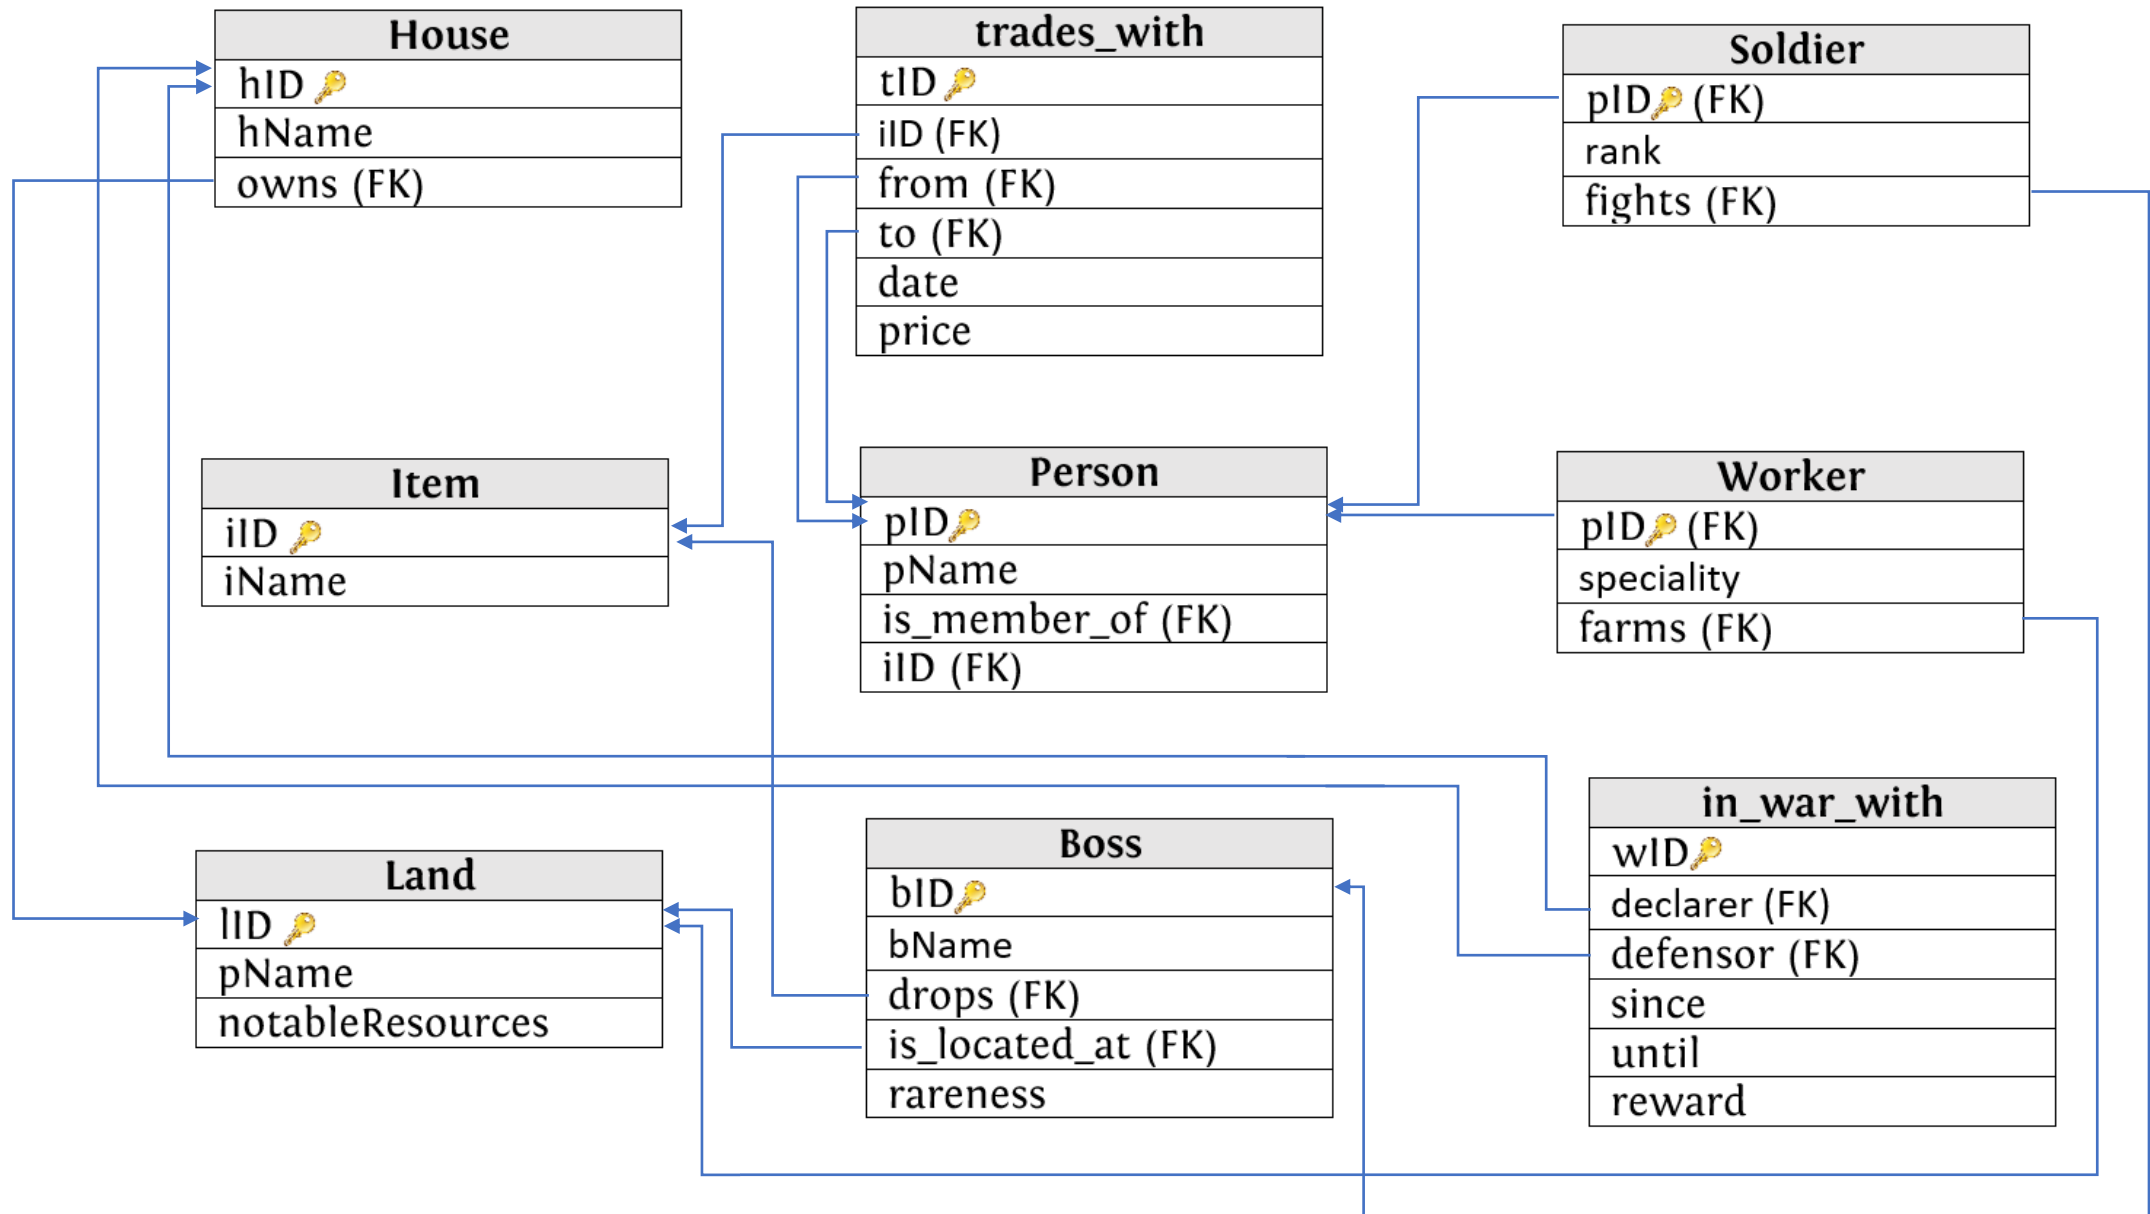 House
hID
hName
owns (FK)
trades_with
tID
iID (FK)
from (FK)
to (FK)
date
price
Soldier
pID (FK)
rank
fights (FK)
Item
iID
iName
Person
pID
pName
is_member_of (FK)
iID (FK)
Worker
pID (FK)
speciality
farms (FK)
Land
lID
pName
notableResources
Boss
bID
bName
drops (FK)
is_located_at (FK)
rareness
in_war_with
wID
declarer (FK)
defensor (FK)
since
until
reward